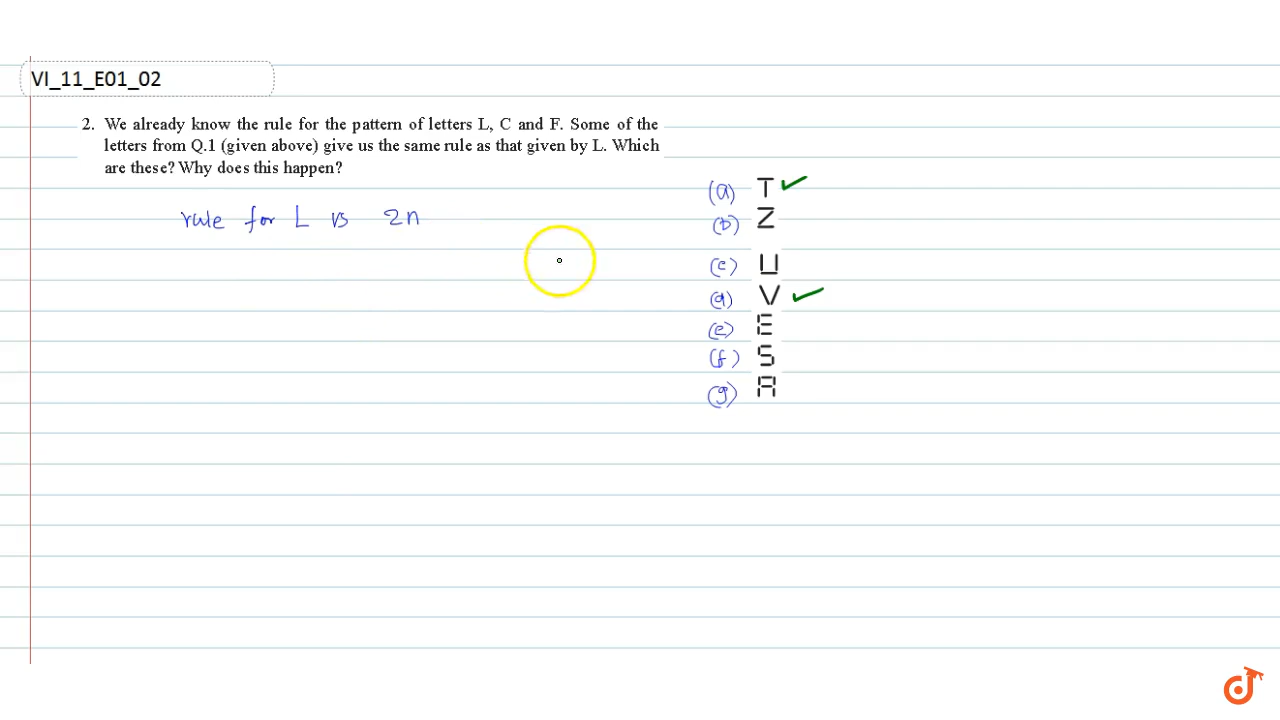 VI_11_E01_02
2. We already know the rule for the pattern of letters L, C and F. Some of the
letters from Q.1 (given above) give us the same rule as that given by L. Which
are these? Why does this happen?
rule for L is 2n
(a) T
(b) Z
(c) U
(d) V
(e) E
(f) S
(g) A